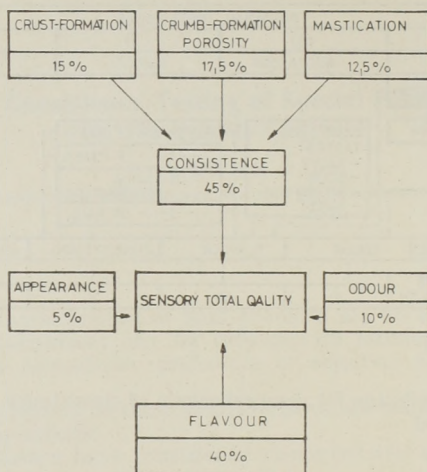 CRUST-FORMATION
15 %
CRUMB-FORMATION
POROSITY
17,5 %
MASTICATION
12,5 %
CONSISTENCE
45 %
APPEARANCE
5 %
SENSORY TOTAL QALITY
ODOUR
10 %
FLAVOUR
40 %